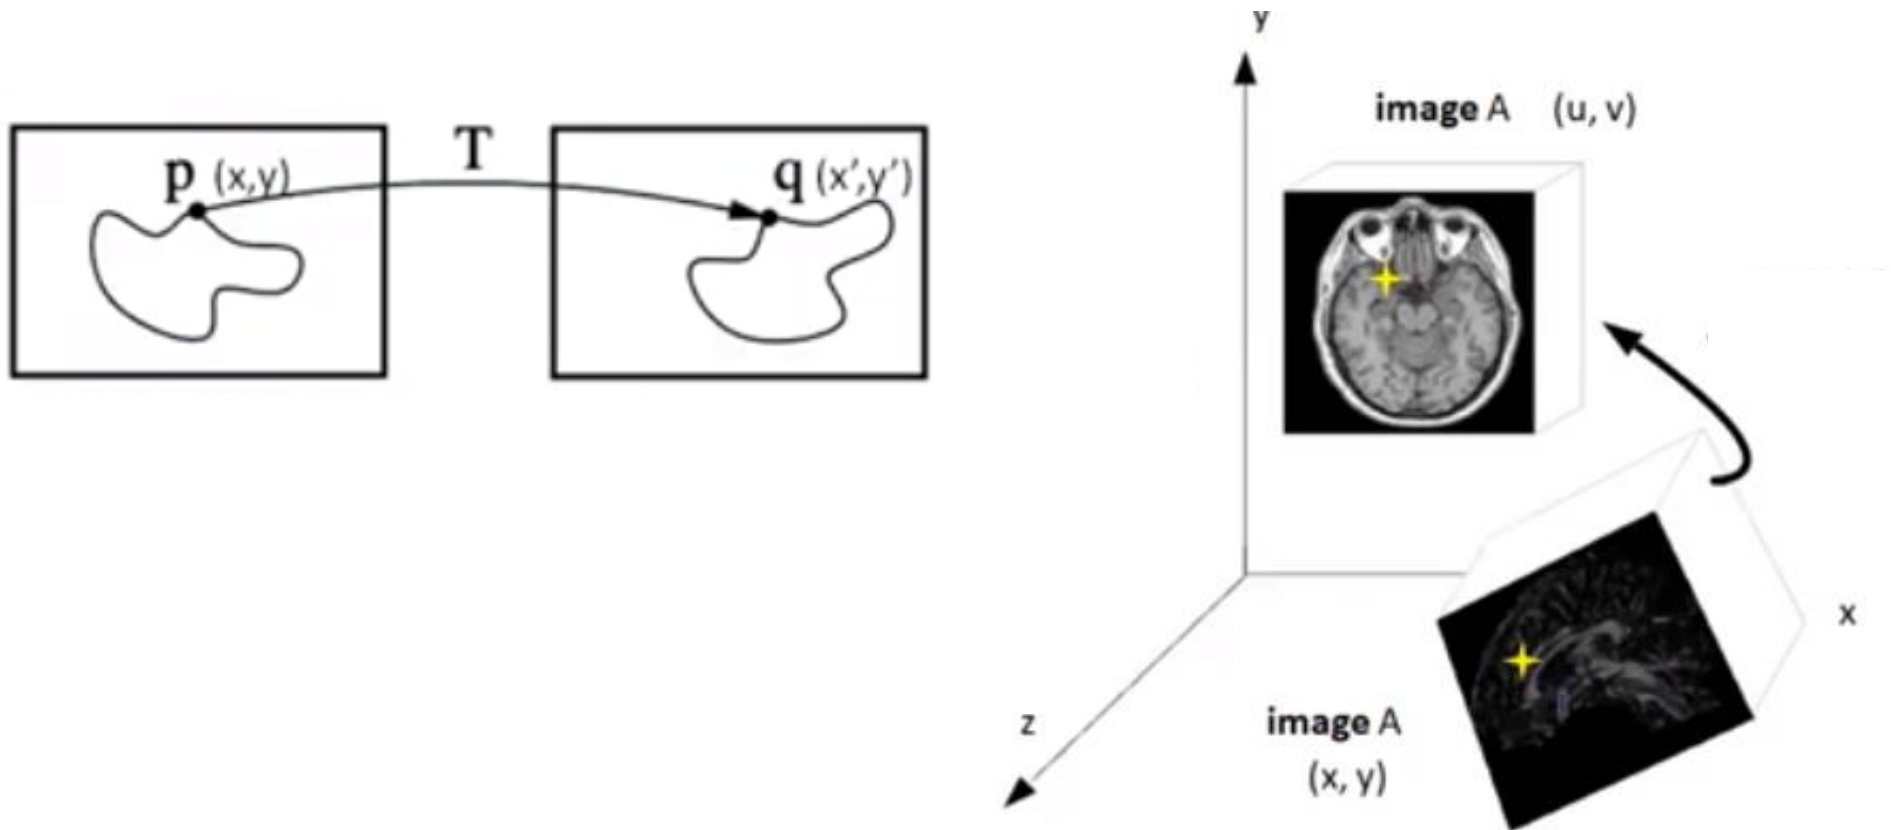 T
p (x,y)
q (x',y')
y
image A (u, v)
x
z
image A
(x, y)